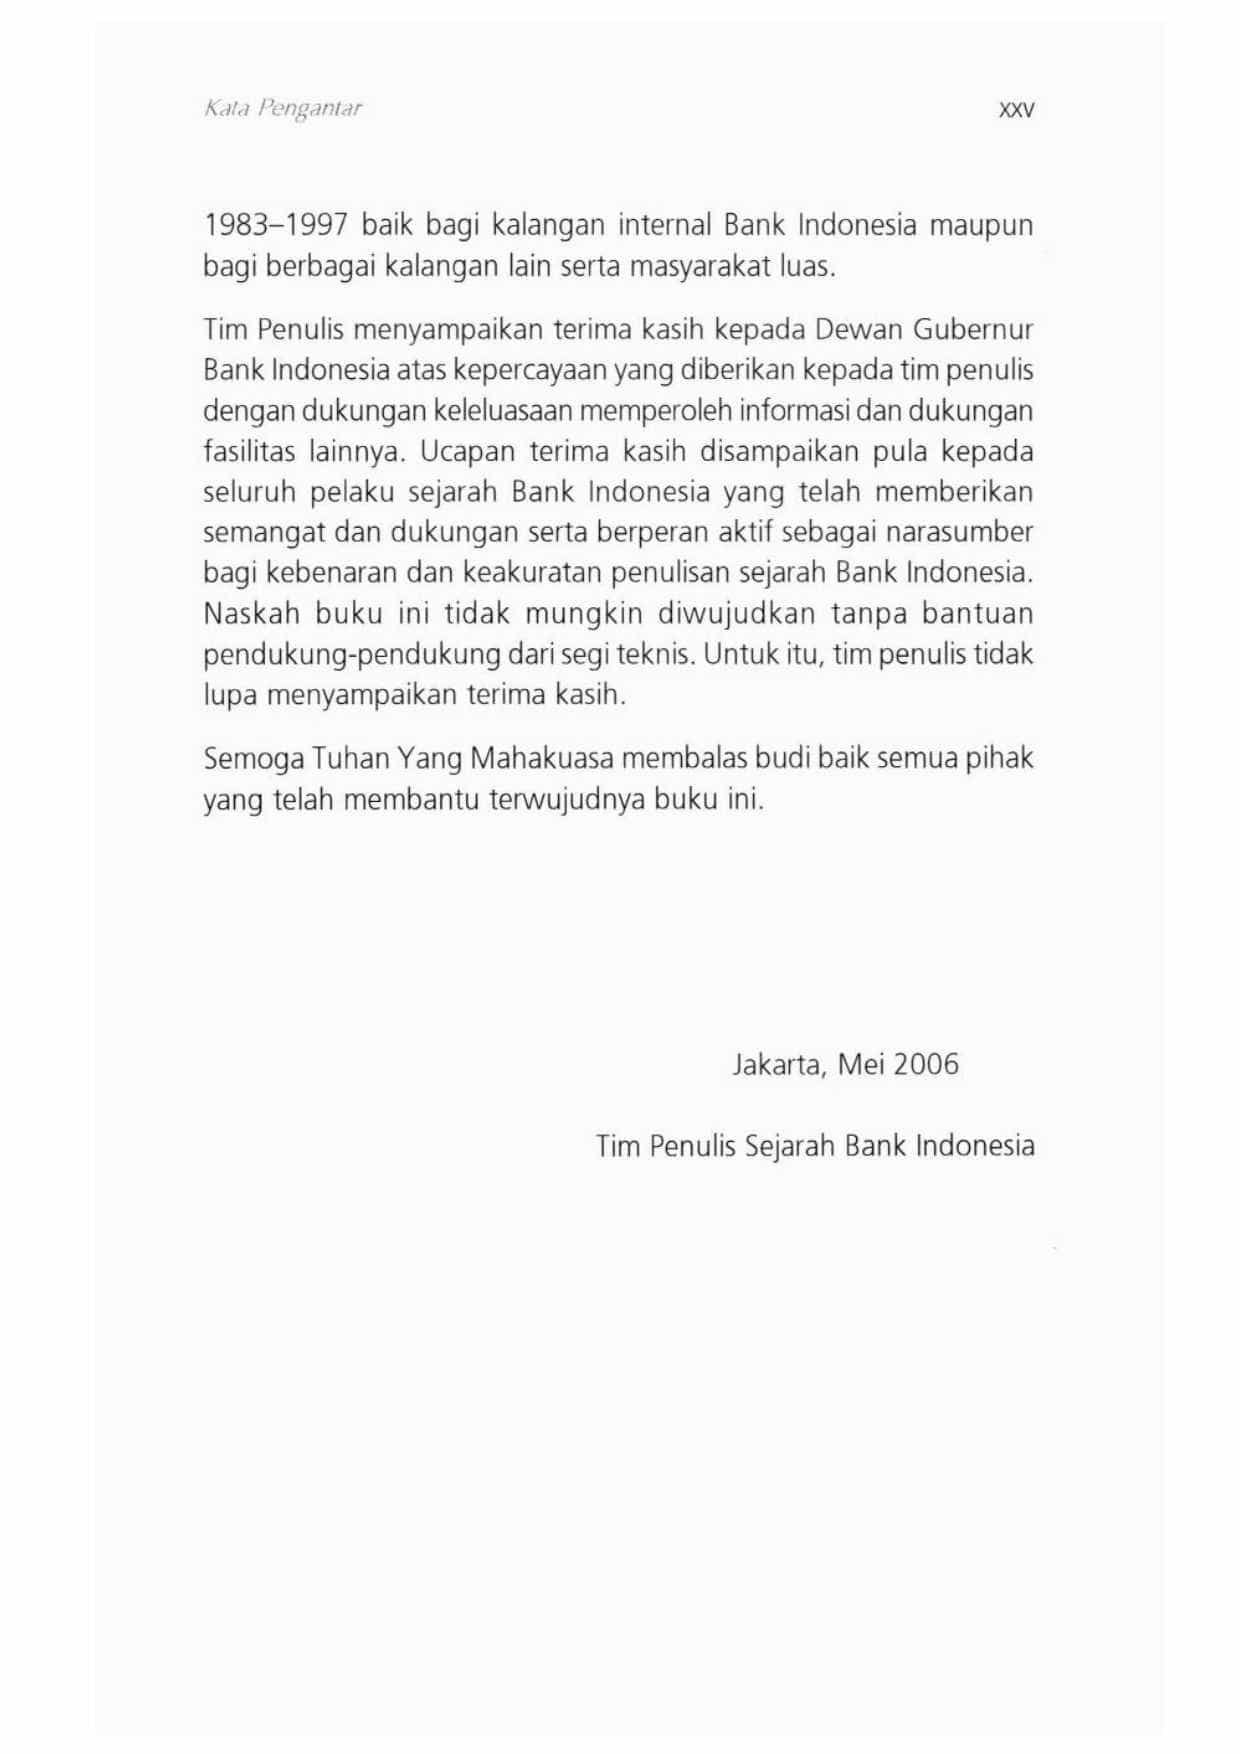 Kata Pengantar
XXV
1983–1997 baik bagi kalangan internal Bank Indonesia maupun
bagi berbagai kalangan lain serta masyarakat luas.
Tim Penulis menyampaikan terima kasih kepada Dewan Gubernur
Bank Indonesia atas kepercayaan yang diberikan kepada tim penulis
dengan dukungan keleluasaan memperoleh informasi dan dukungan
fasilitas lainnya. Ucapan terima kasih disampaikan pula kepada
seluruh pelaku sejarah Bank Indonesia yang telah memberikan
semangat dan dukungan serta berperan aktif sebagai narasumber
bagi kebenaran dan keakuratan penulisan sejarah Bank Indonesia.
Naskah buku ini tidak mungkin diwujudkan tanpa bantuan
pendukung-pendukung dari segi teknis. Untuk itu, tim penulis tidak
lupa menyampaikan terima kasih.
Semoga Tuhan Yang Mahakuasa membalas budi baik semua pihak
yang telah membantu terwujudnya buku ini.
Jakarta, Mei 2006
Tim Penulis Sejarah Bank Indonesia